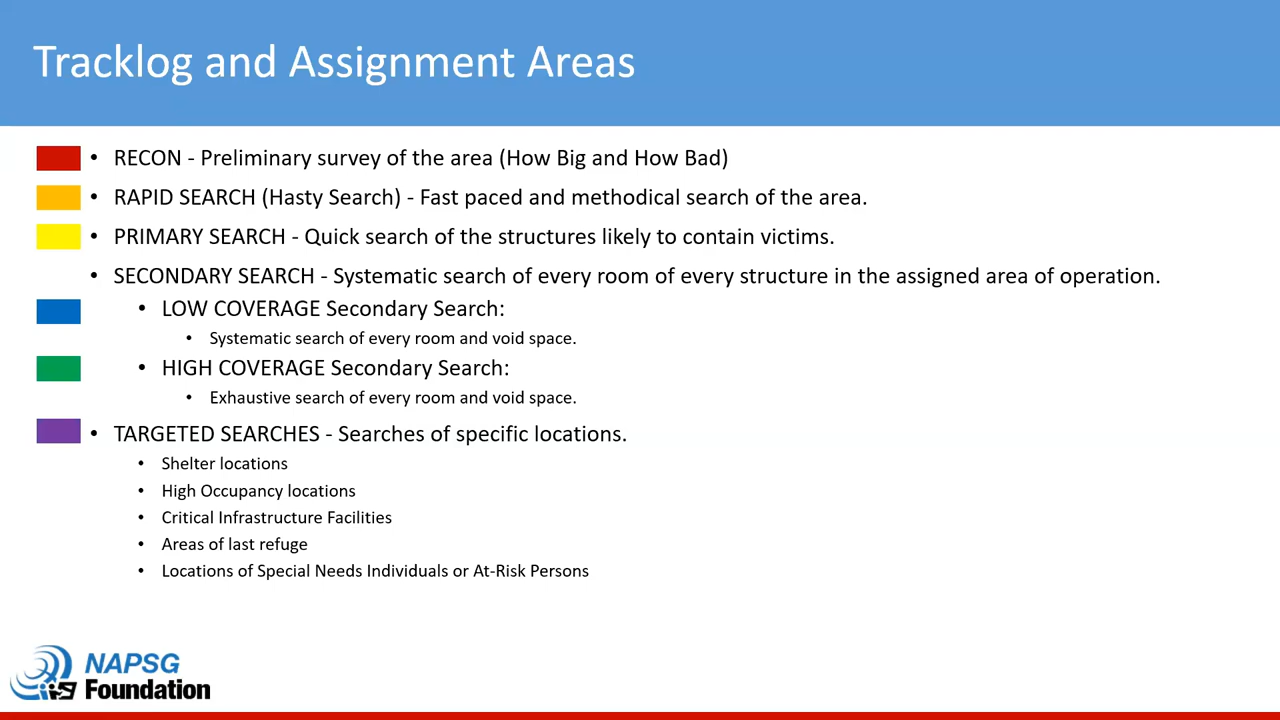 Tracklog and Assignment Areas
• RECON - Preliminary survey of the area (How Big and How Bad)
• RAPID SEARCH (Hasty Search) - Fast paced and methodical search of the area.
• PRIMARY SEARCH - Quick search of the structures likely to contain victims.
• SECONDARY SEARCH - Systematic search of every room of every structure in the assigned area of operation.
• LOW COVERAGE Secondary Search:
• Systematic search of every room and void space.
• HIGH COVERAGE Secondary Search:
• Exhaustive search of every room and void space.
• TARGETED SEARCHES - Searches of specific locations.
• Shelter locations
• High Occupancy locations
• Critical Infrastructure Facilities
• Areas of last refuge
• Locations of Special Needs Individuals or At-Risk Persons
NAPSG
Foundation